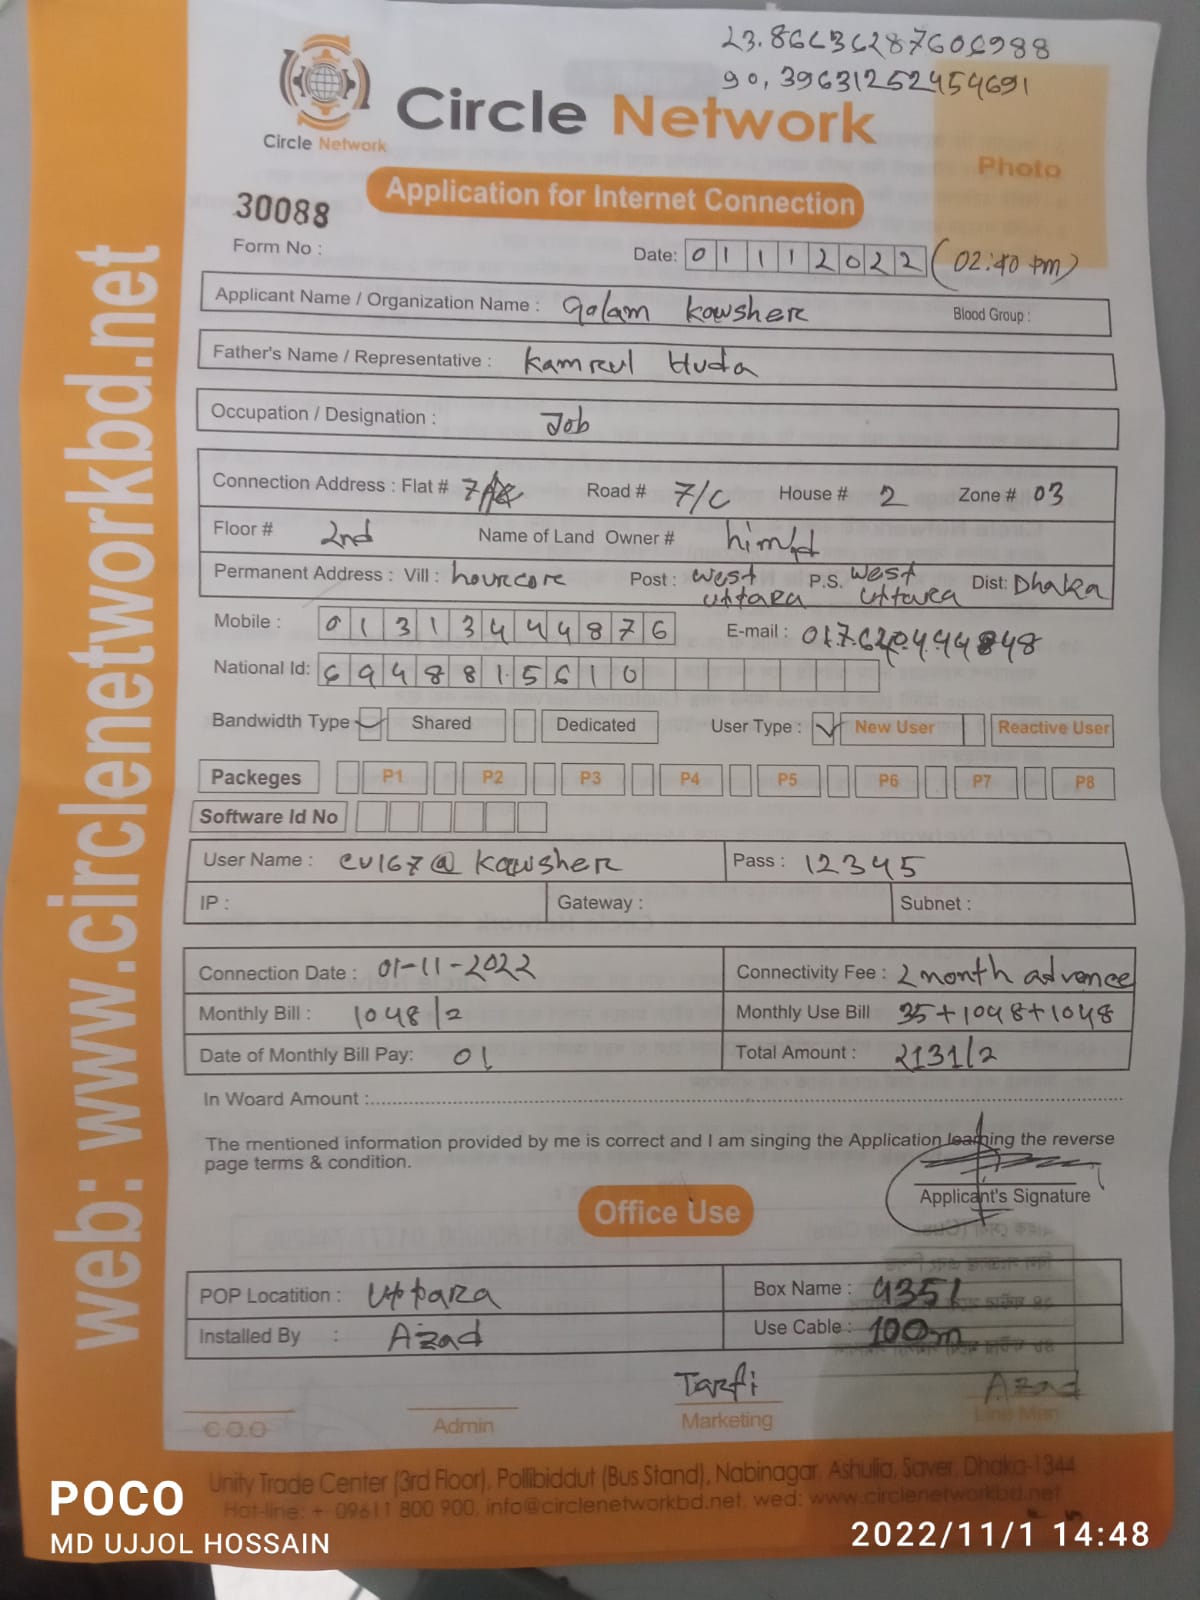 23.86636287606988
90,39631252454691
Circle Network
Circle Network
Photo
Application for Internet Connection
30088
Form No :
Date: 01112022 (02:40 pm)
Applicant Name / Organization Name : Golam Kawsher Blood Group :
Father's Name / Representative : Kamrul Huda
Occupation / Designation : Job
Connection Address : Flat # 7 Road # 7/C House # 2 Zone # 03
Floor # 2nd Name of Land Owner #
Permanent Address : Vill : Post : West Uttara P.S. West Uttara Dist: Dhaka
Mobile : 01313444876 E-mail :
National Id: 6948815610
Bandwidth Type Shared Dedicated User Type : New User Reactive User
Packeges P1 P2 P3 P4 P5 P6 P7 P8
Software Id No
User Name : cu167@kawsher Pass : 12345
IP : Gateway : Subnet :
Connection Date : 01-11-2022 Connectivity Fee : 2 month advance
Monthly Bill : 1048/2 Monthly Use Bill 35+1048+1048
Date of Monthly Bill Pay: 01 Total Amount : 2131/2
In Woard Amount :
The mentioned information provided by me is correct and I am singing the Application learning the reverse
page terms & condition.
Applicant's Signature
Office Use
POP Locatition : Uttara Box Name : 4351
Installed By : Azad Use Cable : 100m
Tarfi Azad
C.O.O Admin Marketing Line Man
Unity Trade Center (3rd Floor), Pollibiddut (Bus Stand), Nabinagar, Ashulia, Saver, Dhaka-1344
Hot-line: + 09611 800 900, info@circlenetworkbd.net, wed: www.circlenetworkbd.net
web: www.circlenetworkbd.net
POCO
MD UJJOL HOSSAIN
2022/11/1 14:48